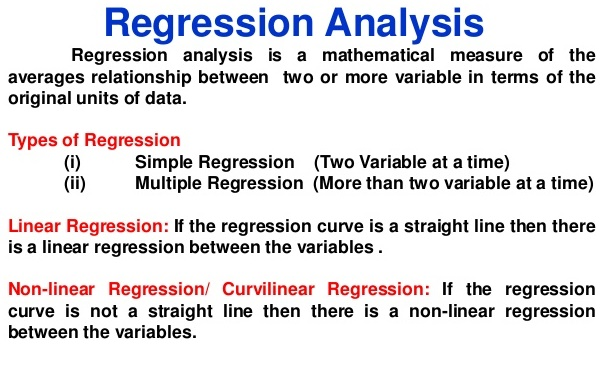 Regression Analysis
Regression analysis is a mathematical measure of the
averages relationship between two or more variable in terms of the
original units of data.
Types of Regression
(i) Simple Regression (Two Variable at a time)
(ii) Multiple Regression (More than two variable at a time)
Linear Regression: If the regression curve is a straight line then there
is a linear regression between the variables .
Non-linear Regression/ Curvilinear Regression: If the regression
curve is not a straight line then there is a non-linear regression
between the variables.